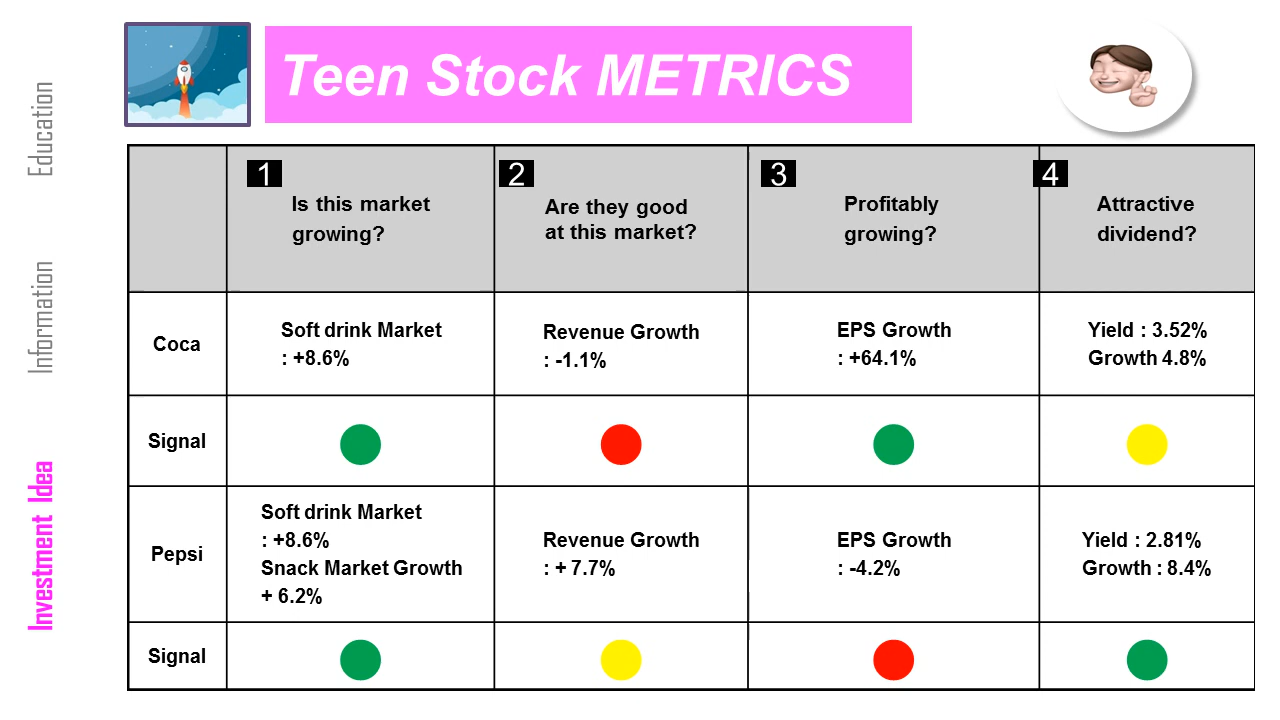 Education
Information
Investment Idea
Teen Stock METRICS
1
Is this market
growing?
2
Are they good
at this market?
3
Profitably
growing?
4
Attractive
dividend?
Coca
Soft drink Market
: +8.6%
Revenue Growth
: -1.1%
EPS Growth
: +64.1%
Yield : 3.52%
Growth 4.8%
Signal
Pepsi
Soft drink Market
: +8.6%
Snack Market Growth
+ 6.2%
Revenue Growth
: + 7.7%
EPS Growth
: -4.2%
Yield : 2.81%
Growth : 8.4%
Signal